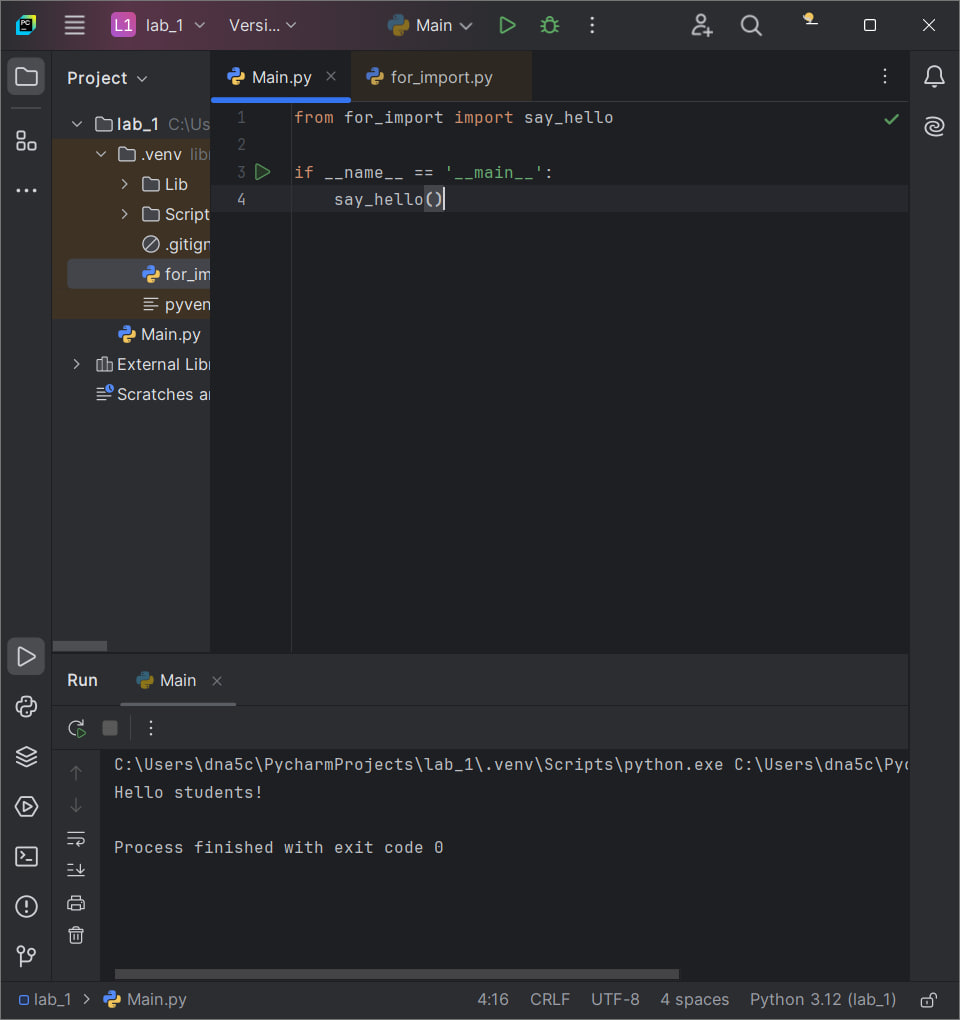 PC
L1 lab_1 Versi... Main
Project
Main.py for_import.py
lab_1 C:\Us
.venv libr
Lib
Script
.gitign
for_im
pyven
Main.py
External Libr
Scratches a
1 from for_import import say_hello
2
3 if __name__ == '__main__':
4 say_hello()
Run Main
C:\Users\dna5c\PycharmProjects\lab_1\.venv\Scripts\python.exe C:\Users\dna5c\Pyc
Hello students!
Process finished with exit code 0
lab_1 > Main.py 4:16 CRLF UTF-8 4 spaces Python 3.12 (lab_1)